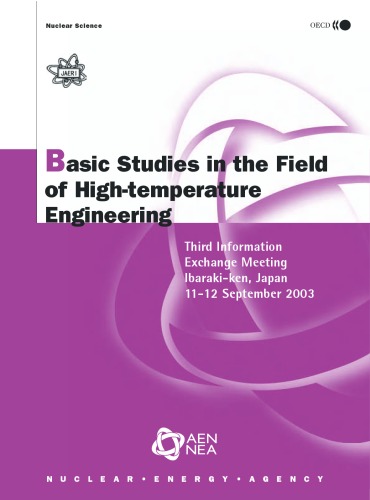 Nuclear Science
OECD
JAERI
Basic Studies in the Field
of High-temperature
Engineering
Third Information
Exchange Meeting
Ibaraki-ken, Japan
11-12 September 2003
AEN
NEA
NUCLEAR • ENERGY • AGENCY